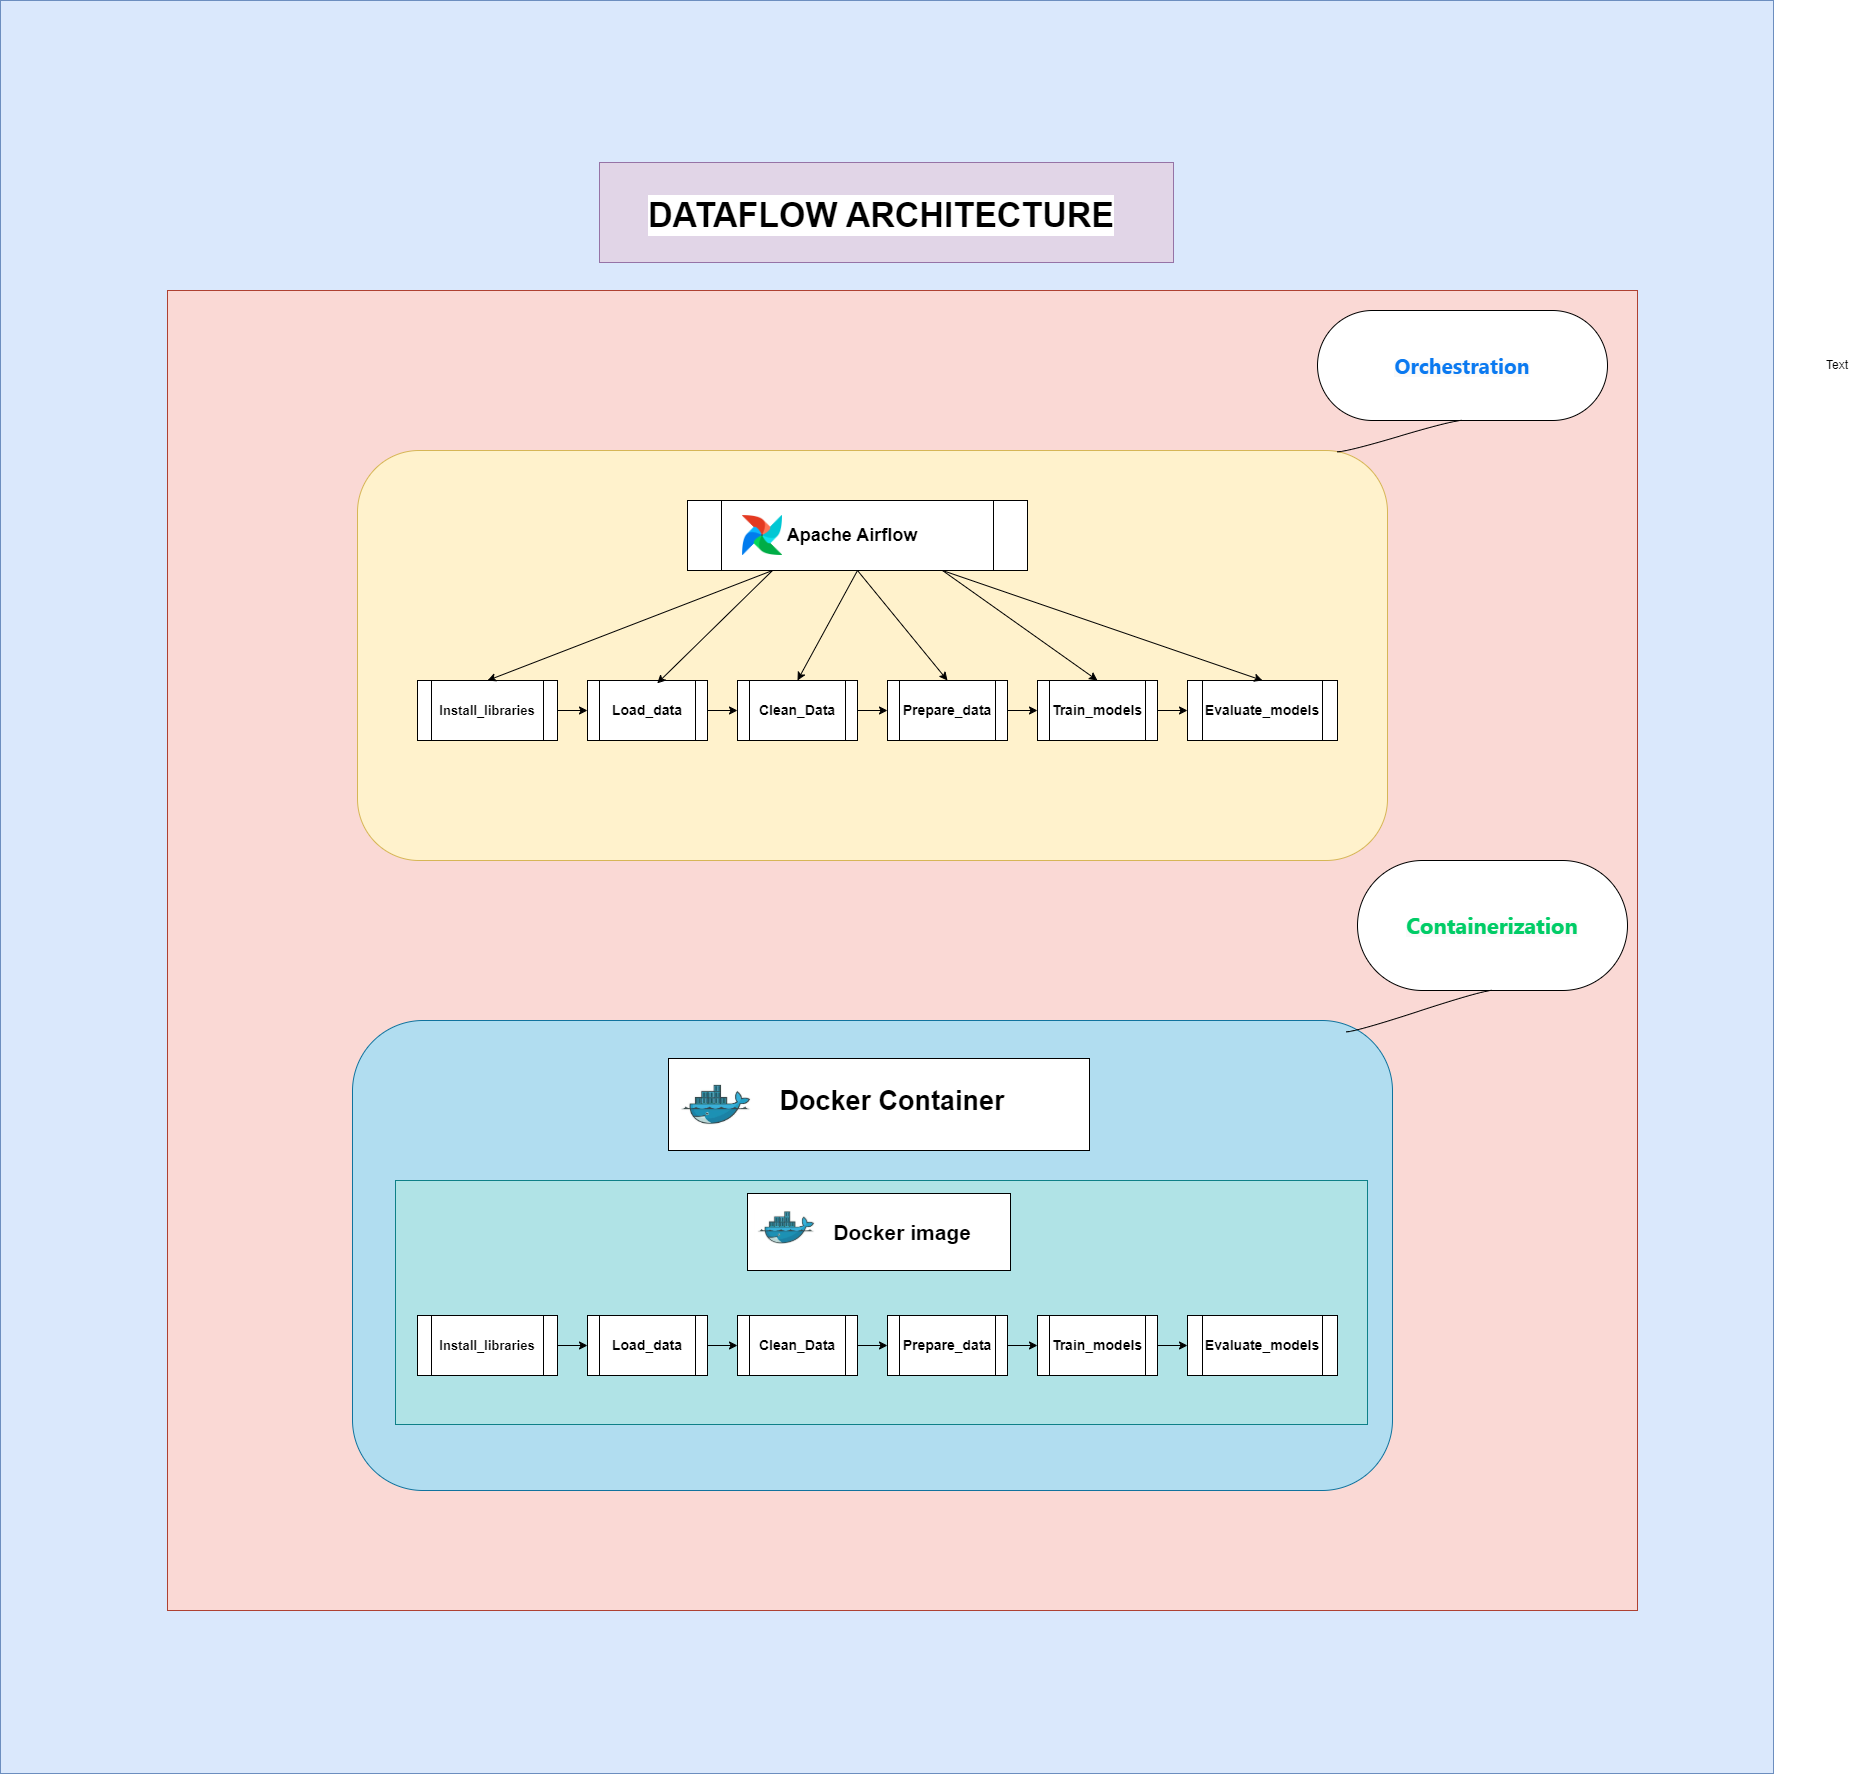 DATAFLOW ARCHITECTURE
Orchestration
Text
Apache Airflow
Install_libraries
Load_data
Clean_Data
Prepare_data
Train_models
Evaluate_models
Containerization
Docker Container
Docker image
Install_libraries
Load_data
Clean_Data
Prepare_data
Train_models
Evaluate_models